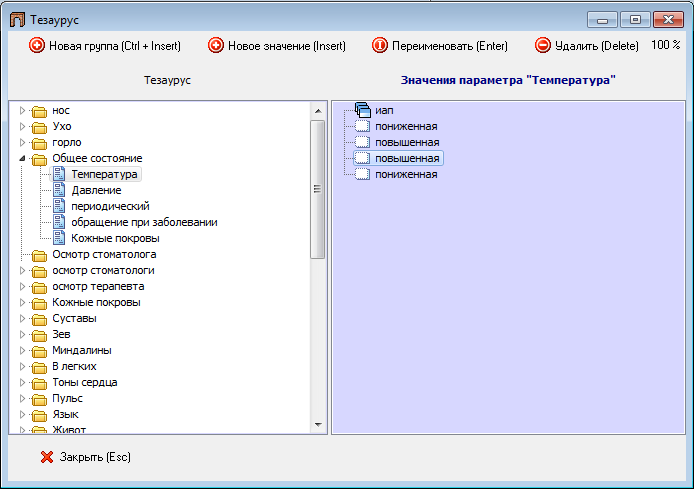 Тезаурус
Новая группа (Ctrl + Insert) Новое значение (Insert) Переименовать (Enter) Удалить (Delete) 100 %
Тезаурус
Значения параметра "Температура"
нос
Ухо
горло
Общее состояние
Температура
Давление
периодический
обращение при заболевании
Кожные покровы
Осмотр стоматолога
осмотр стоматологи
осмотр терапевта
Кожные покровы
Суставы
Зев
Миндалины
В легких
Тоны сердца
Пульс
Язык
Живот
иап
пониженная
повышенная
повышенная
пониженная
Закрыть (Esc)